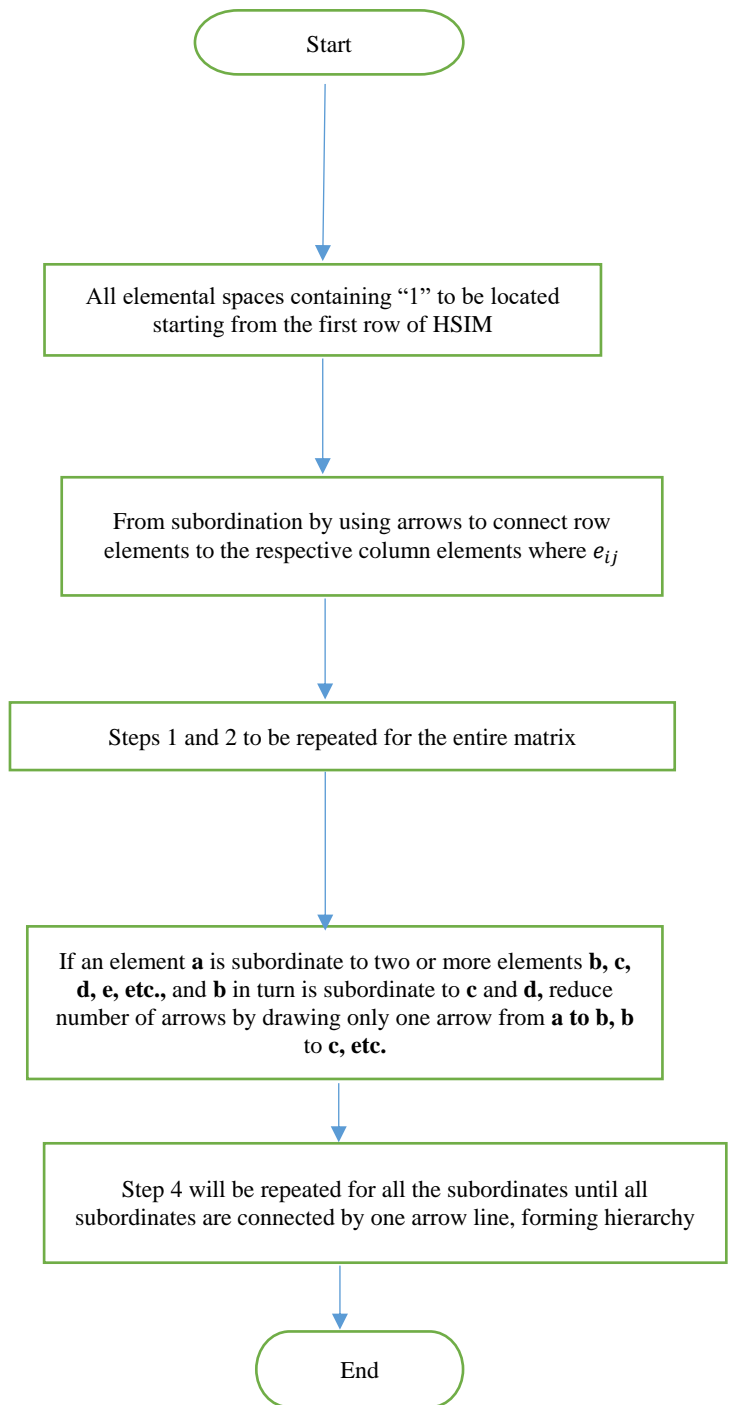 Start
All elemental spaces containing “1” to be located
starting from the first row of HSIM
From subordination by using arrows to connect row
elements to the respective column elements where e_{ij}
Steps 1 and 2 to be repeated for the entire matrix
If an element a is subordinate to two or more elements b, c,
d, e, etc., and b in turn is subordinate to c and d, reduce
number of arrows by drawing only one arrow from a to b, b
to c, etc.
Step 4 will be repeated for all the subordinates until all
subordinates are connected by one arrow line, forming hierarchy
End